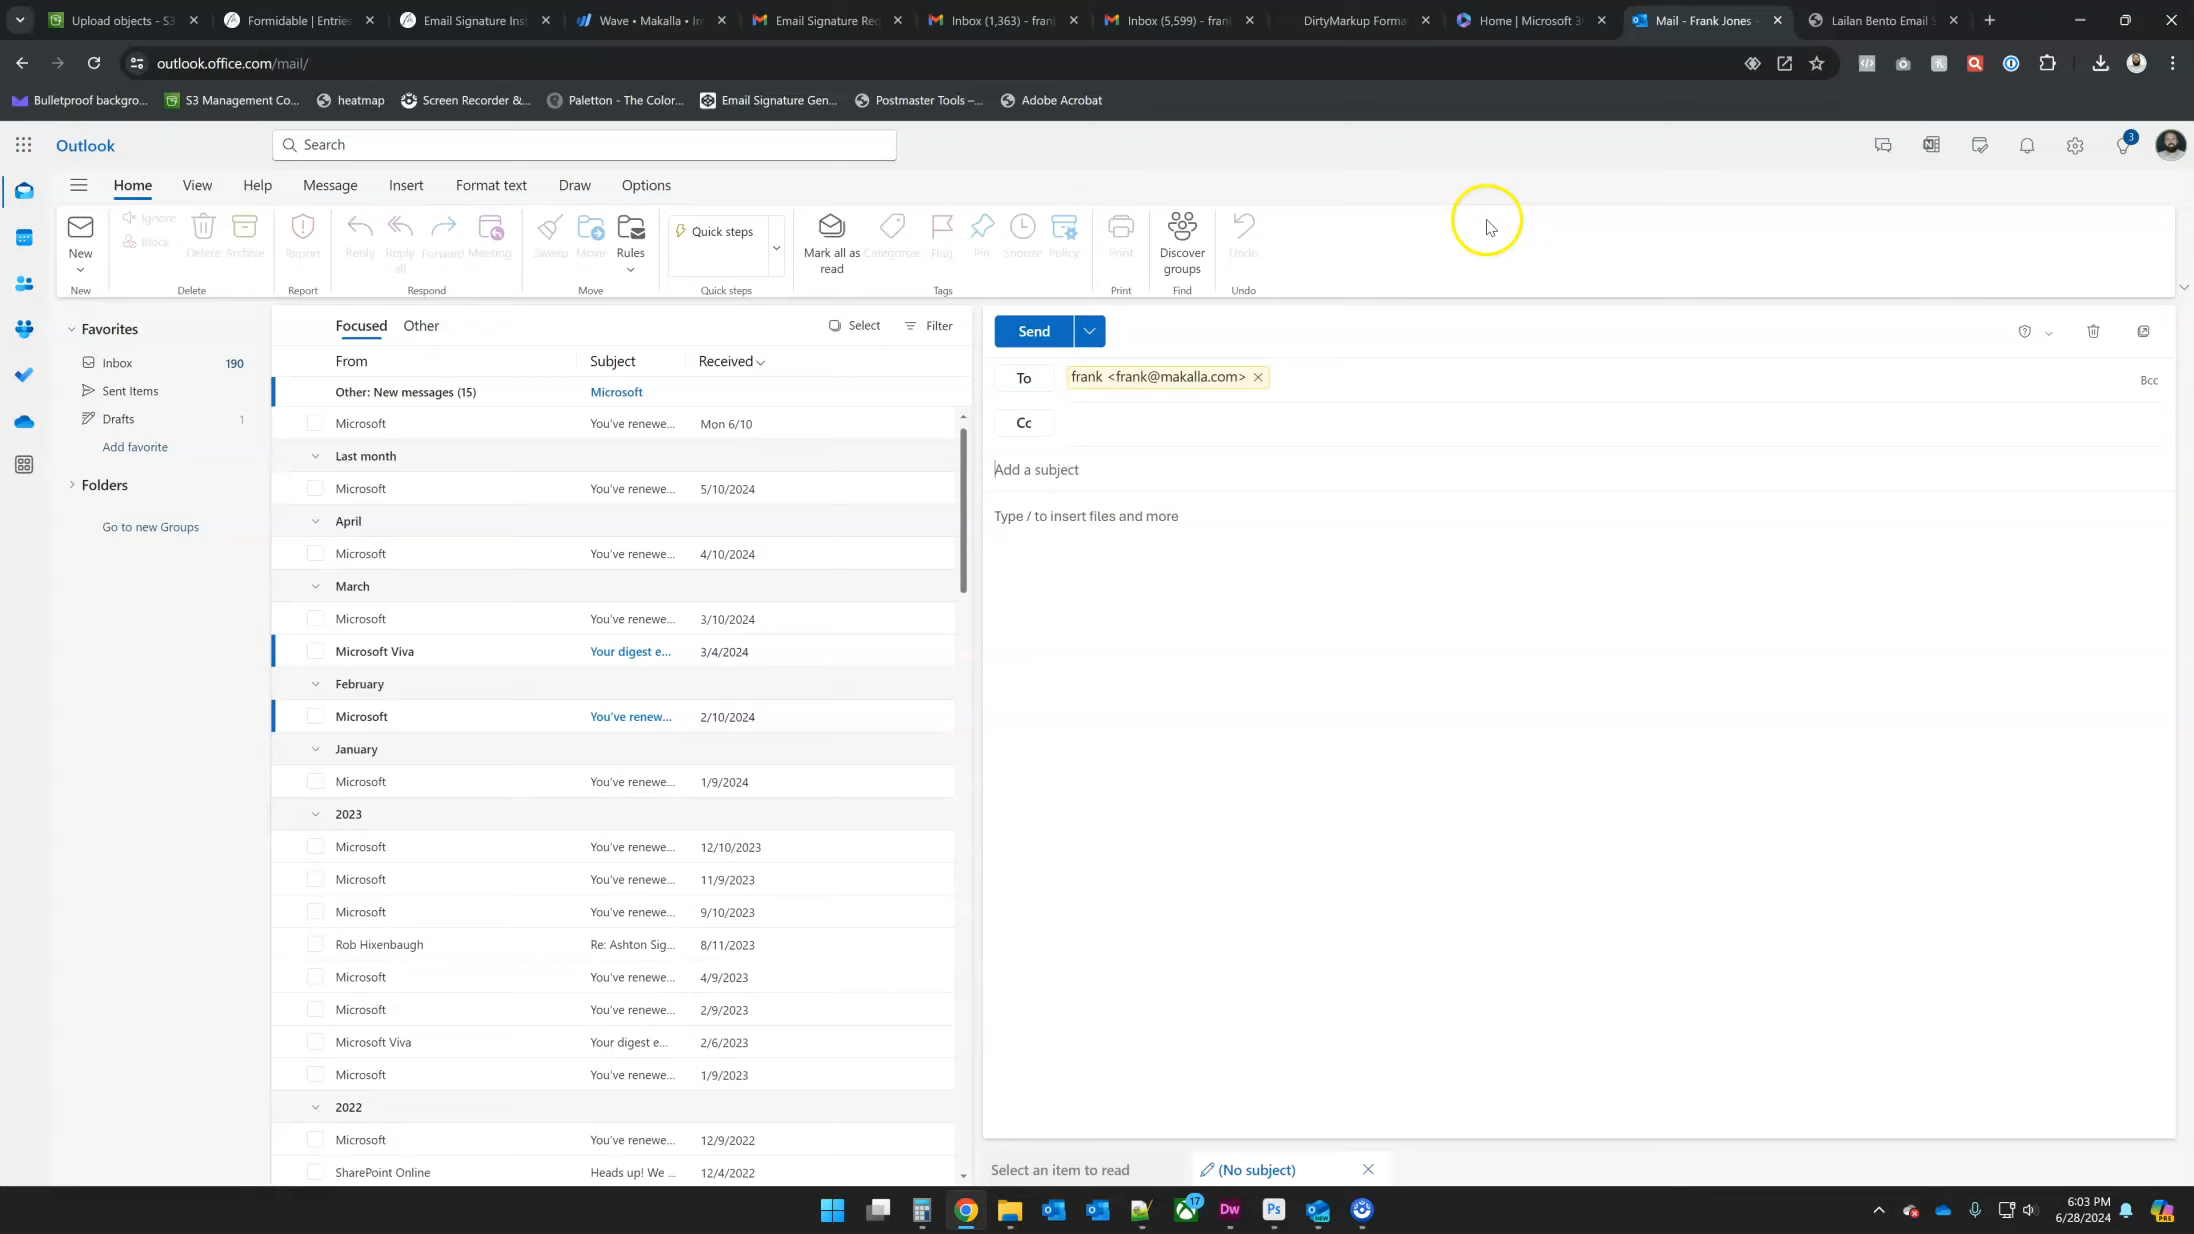 Upload objects - S3
Formidable | Entries
Email Signature Inst
Wave • Makalla • In
Email Signature Req
Inbox (1,363) - frank
Inbox (5,599) - frank
DirtyMarkup Forma
Home | Microsoft 3
Mail - Frank Jones -
Lailan Bento Email S
outlook.office.com/mail/
Bulletproof backgro...
S3 Management Co...
heatmap
Screen Recorder &...
Paletton - The Color...
Email Signature Gen...
Postmaster Tools –...
Adobe Acrobat
Outlook
Search
3
Home
View
Help
Message
Insert
Format text
Draw
Options
New
Ignore
Block
Delete
Archive
Report
Reply
Reply all
Forward
Meeting
Sweep
Move
Rules
Quick steps
Mark all as read
Categorize
Flag
Pin
Snooze
Policy
Print
Discover groups
Undo
New
Delete
Report
Respond
Move
Quick steps
Tags
Print
Find
Undo
Favorites
Inbox 190
Sent Items
Drafts 1
Add favorite
Folders
Go to new Groups
Focused Other Select Filter
From Subject Received
Other: New messages (15) Microsoft
Microsoft You've renewe... Mon 6/10
Last month
Microsoft You've renewe... 5/10/2024
April
Microsoft You've renewe... 4/10/2024
March
Microsoft You've renewe... 3/10/2024
Microsoft Viva Your digest e... 3/4/2024
February
Microsoft You've renew... 2/10/2024
January
Microsoft You've renewe... 1/9/2024
2023
Microsoft You've renewe... 12/10/2023
Microsoft You've renewe... 11/9/2023
Microsoft You've renewe... 9/10/2023
Rob Hixenbaugh Re: Ashton Sig... 8/11/2023
Microsoft You've renewe... 4/9/2023
Microsoft You've renewe... 2/9/2023
Microsoft Viva Your digest e... 2/6/2023
Microsoft You've renewe... 1/9/2023
2022
Microsoft You've renewe... 12/9/2022
SharePoint Online Heads up! We ... 12/4/2022
Send
To frank <frank@makalla.com> Bcc
Cc
Add a subject
Type / to insert files and more
Select an item to read
(No subject)
17
Dw
Ps
NEW
6:03 PM
6/28/2024
PRE